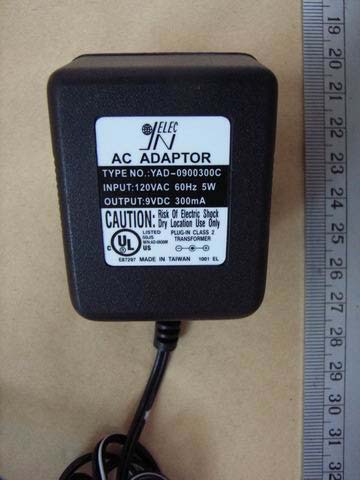 ELEC
JN
AC ADAPTOR
TYPE NO.:YAD-0900300C
INPUT:120VAC 60Hz 5W
OUTPUT:9VDC 300mA
CAUTION: Risk Of Electric Shock
Dry Location Use Only
C UL US
LISTED
PLUG-IN CLASS 2
TRANSFORMER
E87297 MADE IN TAIWAN 1001 EL
19
20
21
22
23
24
25
26
27
28
29
30
31
32